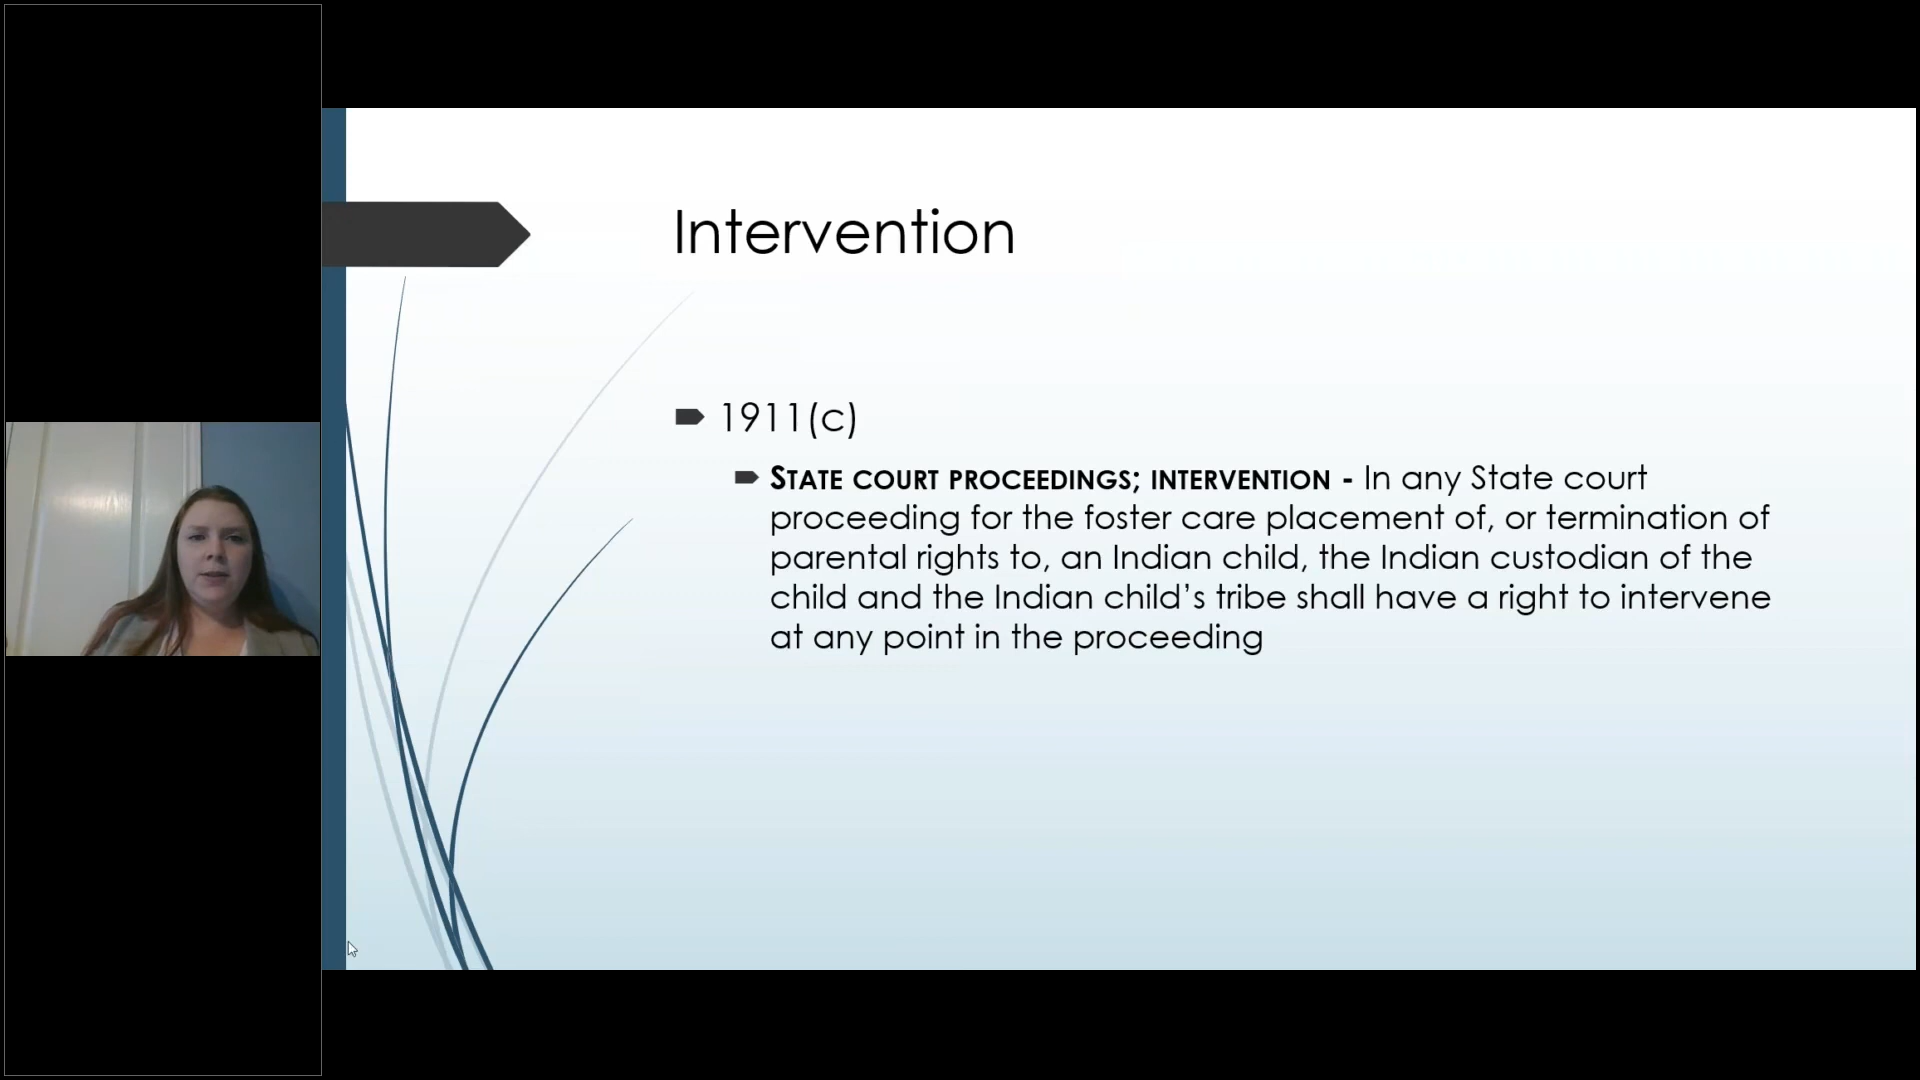 Intervention
1911(c)
STATE COURT PROCEEDINGS; INTERVENTION - In any State court
proceeding for the foster care placement of, or termination of
parental rights to, an Indian child, the Indian custodian of the
child and the Indian child’s tribe shall have a right to intervene
at any point in the proceeding